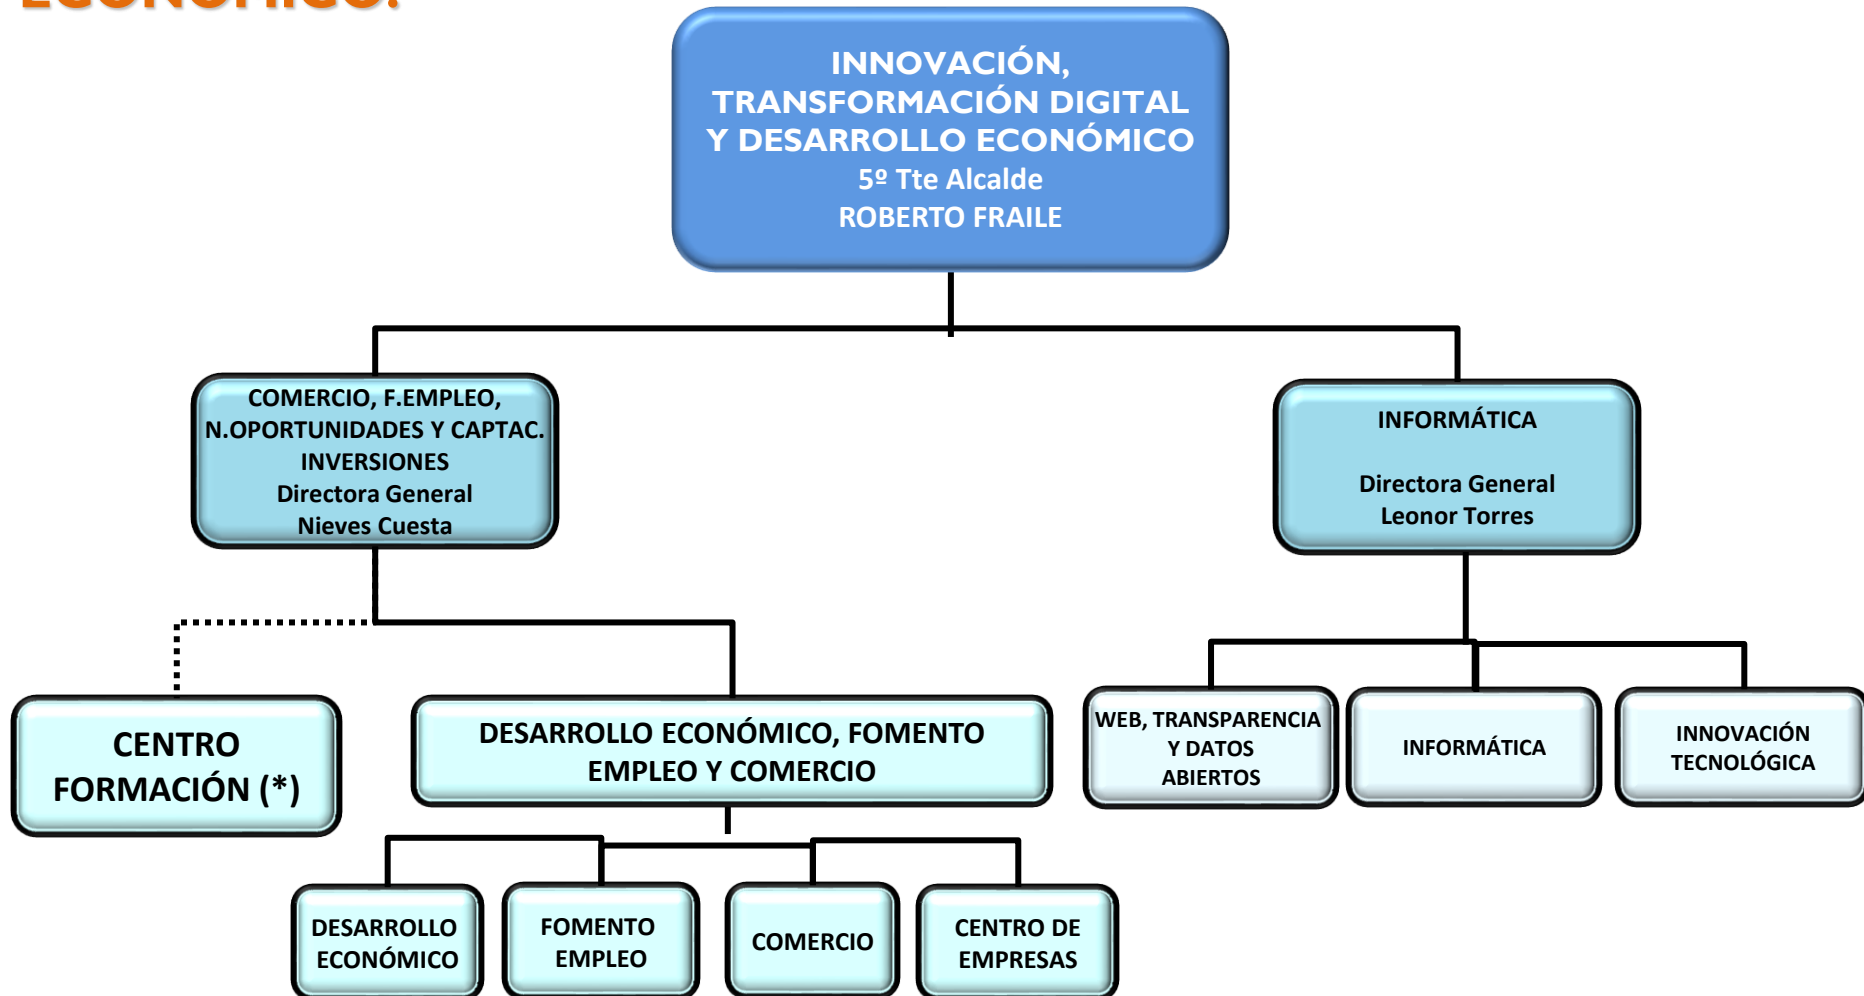 ECONÓMICO.
INNOVACIÓN,
TRANSFORMACIÓN DIGITAL
Y DESARROLLO ECONÓMICO
5º Tte Alcalde
ROBERTO FRAILE
COMERCIO, F.EMPLEO,
N.OPORTUNIDADES Y CAPTAC.
INVERSIONES
Directora General
Nieves Cuesta
INFORMÁTICA
Directora General
Leonor Torres
CENTRO
FORMACIÓN (*)
DESARROLLO ECONÓMICO, FOMENTO
EMPLEO Y COMERCIO
WEB, TRANSPARENCIA
Y DATOS
ABIERTOS
INFORMÁTICA
INNOVACIÓN
TECNOLÓGICA
DESARROLLO
ECONÓMICO
FOMENTO
EMPLEO
COMERCIO
CENTRO DE
EMPRESAS